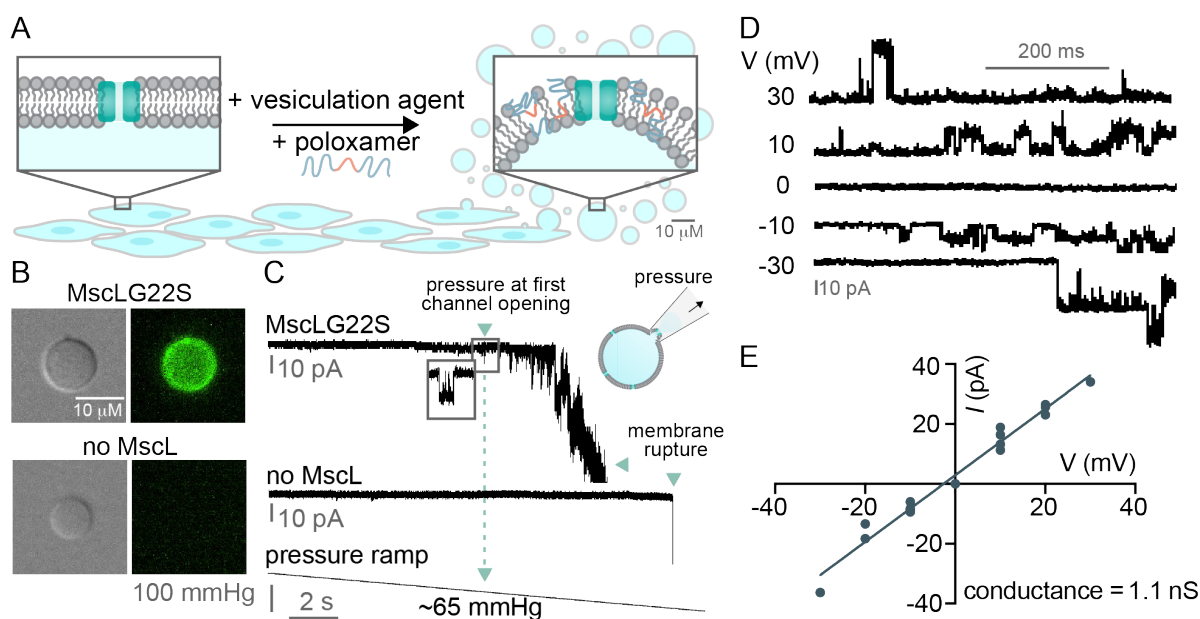 A
+ vesiculation agent
+ poloxamer
10 μM
B
MscLG22S
10 μM
no MscL
C
pressure at first
channel opening
MscLG22S
10 pA
pressure
membrane
rupture
no MscL
10 pA
pressure ramp
100 mmHg
2 s
~65 mmHg
D
V (mV)
200 ms
30
10
0
-10
-30
10 pA
E
40
I (pA)
20
V (mV)
-40
-20
20
40
-20
-40
conductance = 1.1 nS